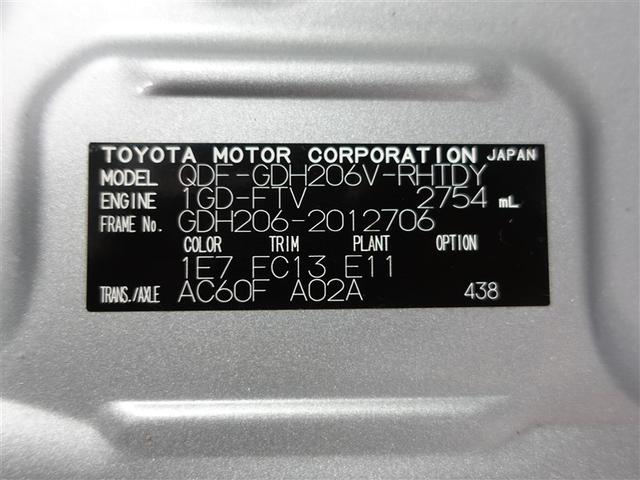 TOYOTA MOTOR CORPORATION JAPAN
MODEL QDF-GDH206V-RHTDY
ENGINE 1GD-FTV 2754 mL
FRAME No. GDH206-2012706
COLOR TRIM PLANT OPTION
1E7 FC13 E11
TRANS./AXLE AC60F A02A 438